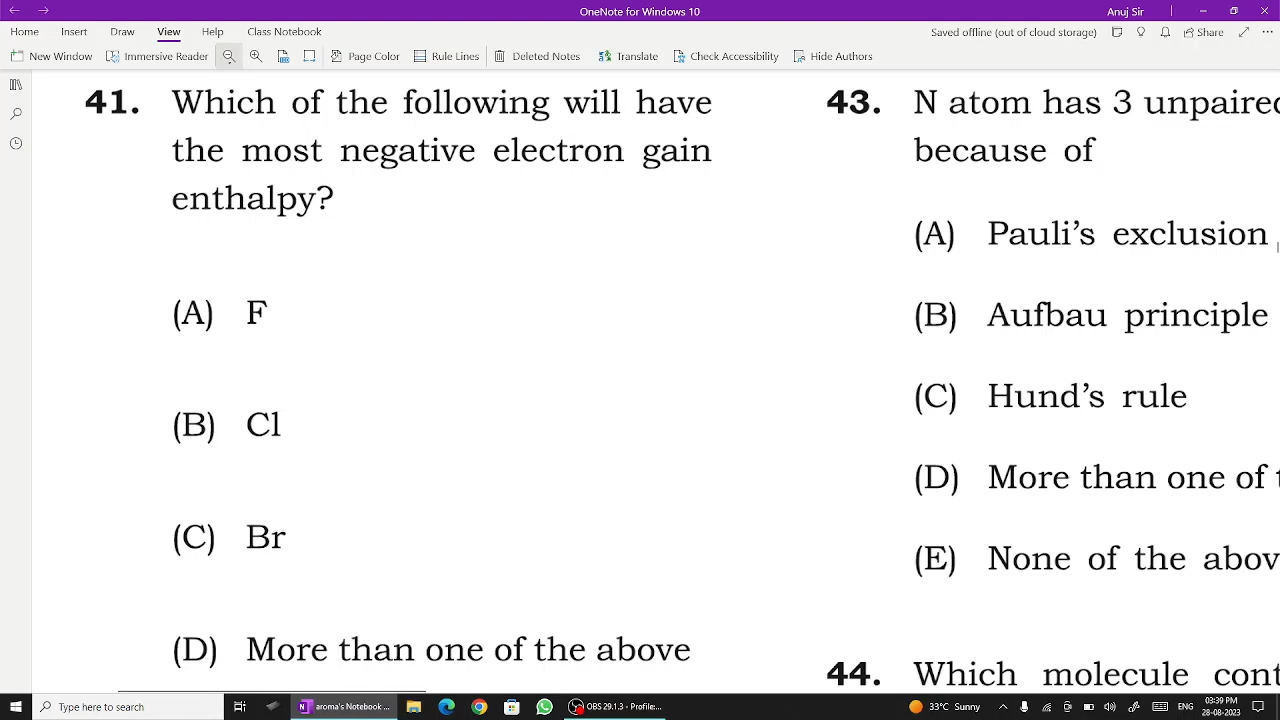 OneNote for Windows 10
Anuj Sir
Home Insert Draw View Help Class Notebook
Saved offline (out of cloud storage) Share
New Window Immersive Reader Page Color Rule Lines Deleted Notes Translate Check Accessibility Hide Authors
41. Which of the following will have
the most negative electron gain
enthalpy?
(A) F
(B) Cl
(C) Br
(D) More than one of the above
43. N atom has 3 unpaired
because of
(A) Pauli's exclusion
(B) Aufbau principle
(C) Hund's rule
(D) More than one of
(E) None of the abov
44. Which molecule cont
Type here to search
aroma's Notebook ...
OBS 29.1.3 - Profile:...
33°C Sunny
ENG
03:39 PM
28-08-2023